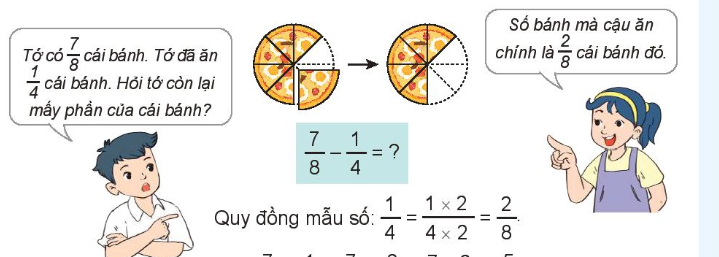 Tớ có 7/8 cái bánh. Tớ đã ăn
1/4 cái bánh. Hỏi tớ còn lại
mấy phần của cái bánh?
Số bánh mà cậu ăn
chính là 2/8 cái bánh đó.
7/8 − 1/4 = ?
Quy đồng mẫu số: 1/4 = (1 × 2)/(4 × 2) = 2/8.